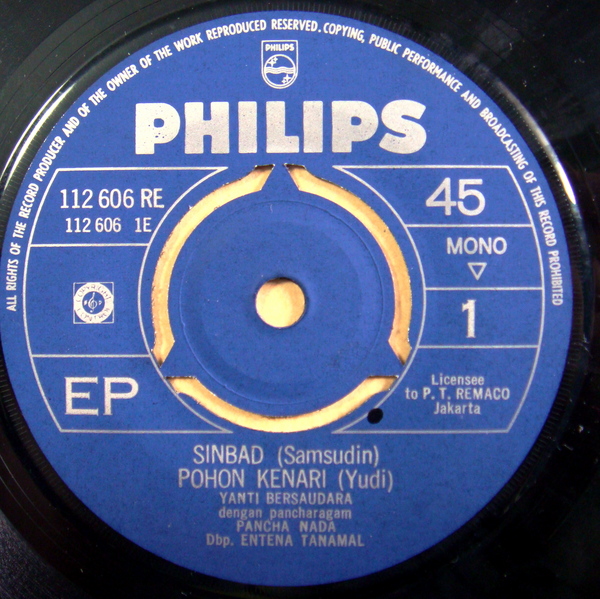 ALL RIGHTS OF THE RECORD PRODUCER AND OF THE OWNER OF THE WORK REPRODUCED RESERVED. COPYING, PUBLIC PERFORMANCE AND BROADCASTING OF THIS RECORD PROHIBITED
PHILIPS
PHILIPS
112 606 RE
112 606 1E
45
MONO
1
COPYRIGHT
EP
Licensee
to P. T. REMACO
Jakarta
SINBAD (Samsudin)
POHON KENARI (Yudi)
YANTI BERSAUDARA
dengan pancharagam
PANCHA NADA
Dbp. ENTENA TANAMAL